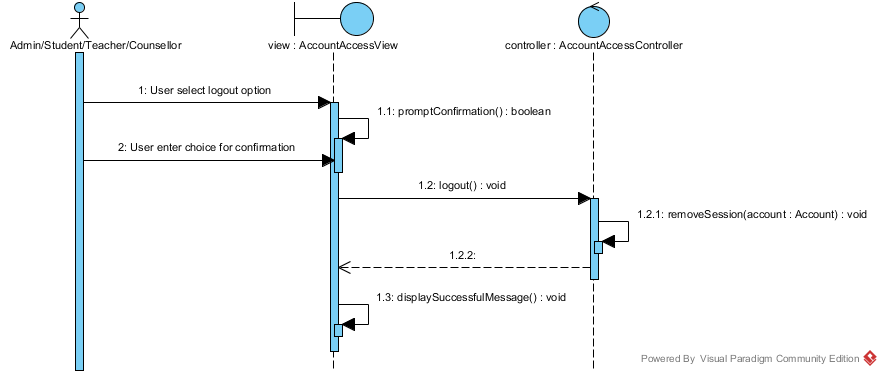 Admin/Student/Teacher/Counsellor
view : AccountAccessView
controller : AccountAccessController
1: User select logout option
1.1: promptConfirmation() : boolean
2: User enter choice for confirmation
1.2: logout() : void
1.2.1: removeSession(account : Account) : void
1.2.2:
1.3: displaySuccessfulMessage() : void
Powered By Visual Paradigm Community Edition